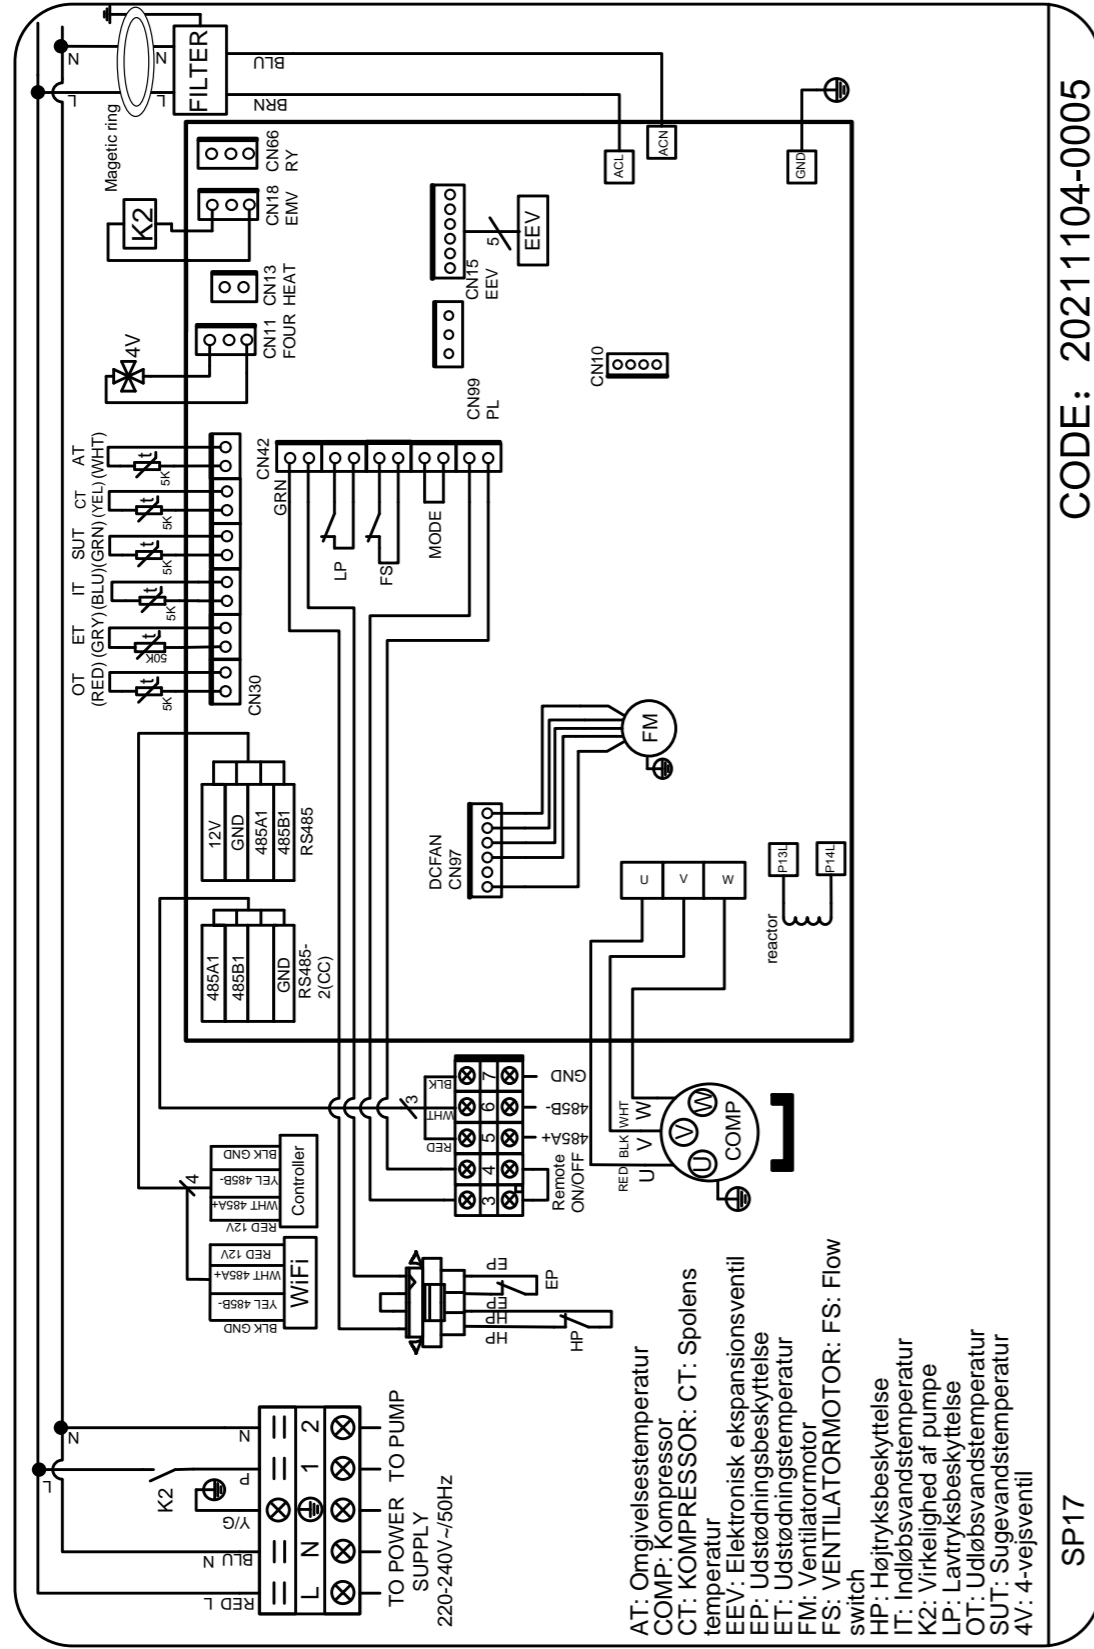 N
N
L
L
Magetic ring
FILTER
BLU
BRN
K2
4V
CN66
RY
CN18
EMV
CN13
HEAT
CN11
FOUR
ACL
ACN
GND
CN15
EEV
5
EEV
CN99
PL
CN10
AT
(WHT)
CT
(YEL)
SUT
(GRN)
IT
(BLU)
ET
(GRY)
OT
(RED)
t
5K
t
5K
t
5K
t
5K
t
50K
t
5K
CN30
CN42
GRN
LP
FS
MODE
12V
GND
485A1
485B1
RS485
485A1
485B1
GND
RS485-
2(CC)
DCFAN
CN97
FM
U
V
W
P13L
P14L
reactor
4
BLK GND
YEL 485B-
WHT 485A+
RED 12V
Controller
RED 12V
WHT 485A+
YEL 485B-
BLK GND
WiFi
3
BLK
WHT
RED
7
6
5
4
3
GND
485B-
485A+
Remote
ON/OFF
RED
BLK
WHT
U
V
W
U
V
W
COMP
EP
EP
HP
HP
EP
HP
L
N
K2
N
P
Y/G
BLU N
RED L
2
1
N
L
TO PUMP
TO POWER
SUPPLY
220-240V~/50Hz
AT: Omgivelsestemperatur
COMP: Kompressor
CT: KOMPRESSOR: CT: Spolens
temperatur
EEV: Elektronisk ekspansionsventil
EP: Udstødningsbeskyttelse
ET: Udstødningstemperatur
FM: Ventilatormotor
FS: VENTILATORMOTOR: FS: Flow
switch
HP: Højtryksbeskyttelse
IT: Indløbsvandstemperatur
K2: Virkelighed af pumpe
LP: Lavtryksbeskyttelse
OT: Udløbsvandstemperatur
SUT: Sugevandstemperatur
4V: 4-vejsventil
SP17
CODE: 20211104-0005